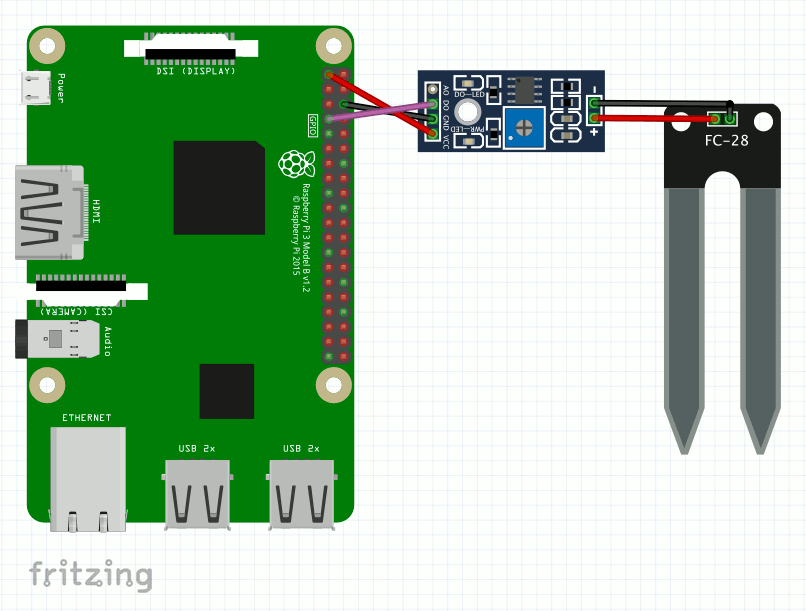 DSI (DISPLAY)
Power
HDMI
GPIO
Raspberry Pi 3 Model B v1.2
© Raspberry Pi 2015
CSI (CAMERA)
Audio
ETHERNET
USB 2x
USB 2x
AO
DO
GND
VCC
DO-LED
PWR-LED
-
+
FC-28
fritzing